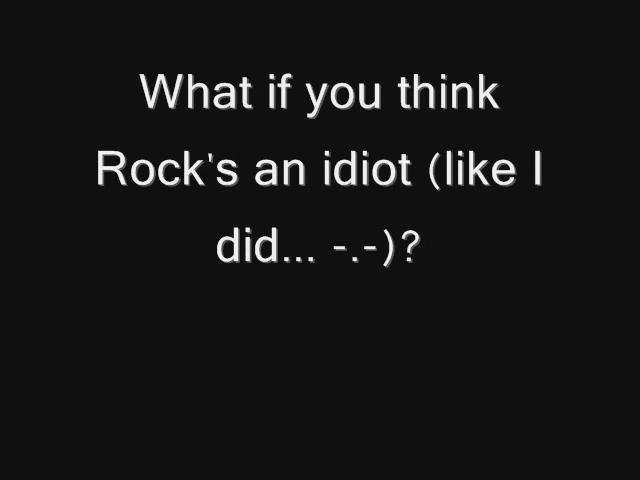 What if you think
Rock's an idiot (like I
did... -.-)?